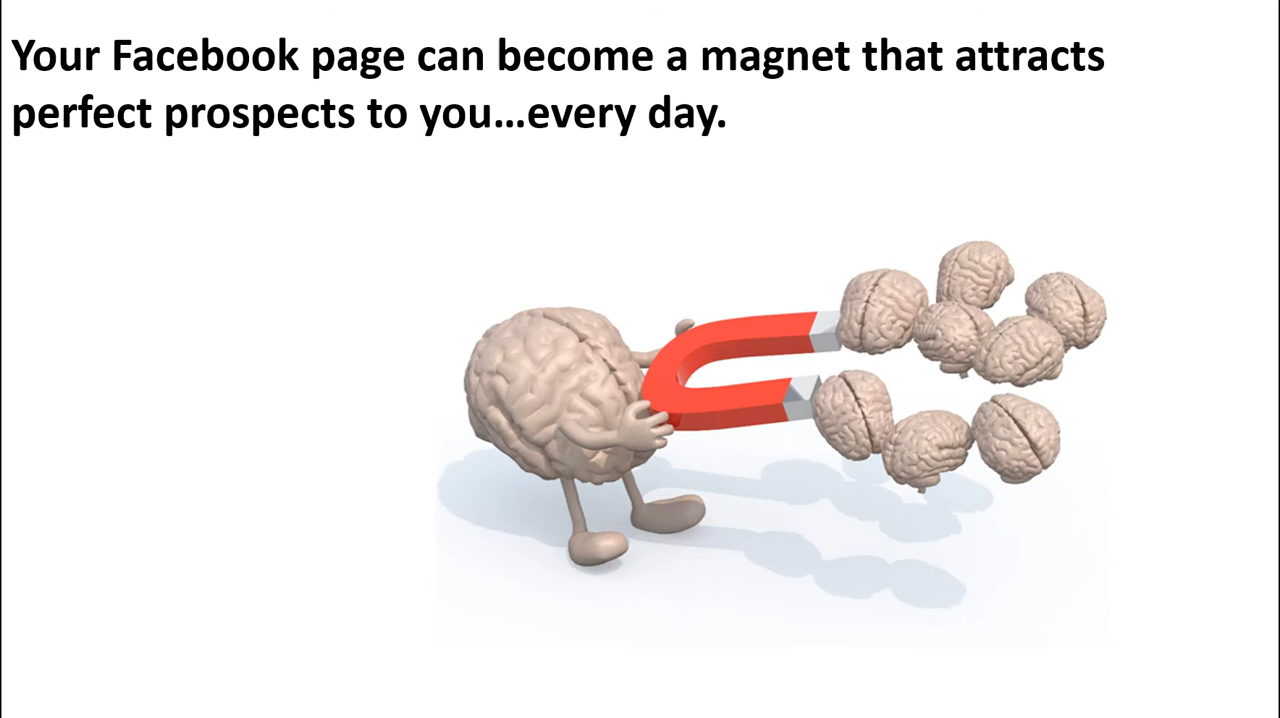 Your Facebook page can become a magnet that attracts
perfect prospects to you…every day.